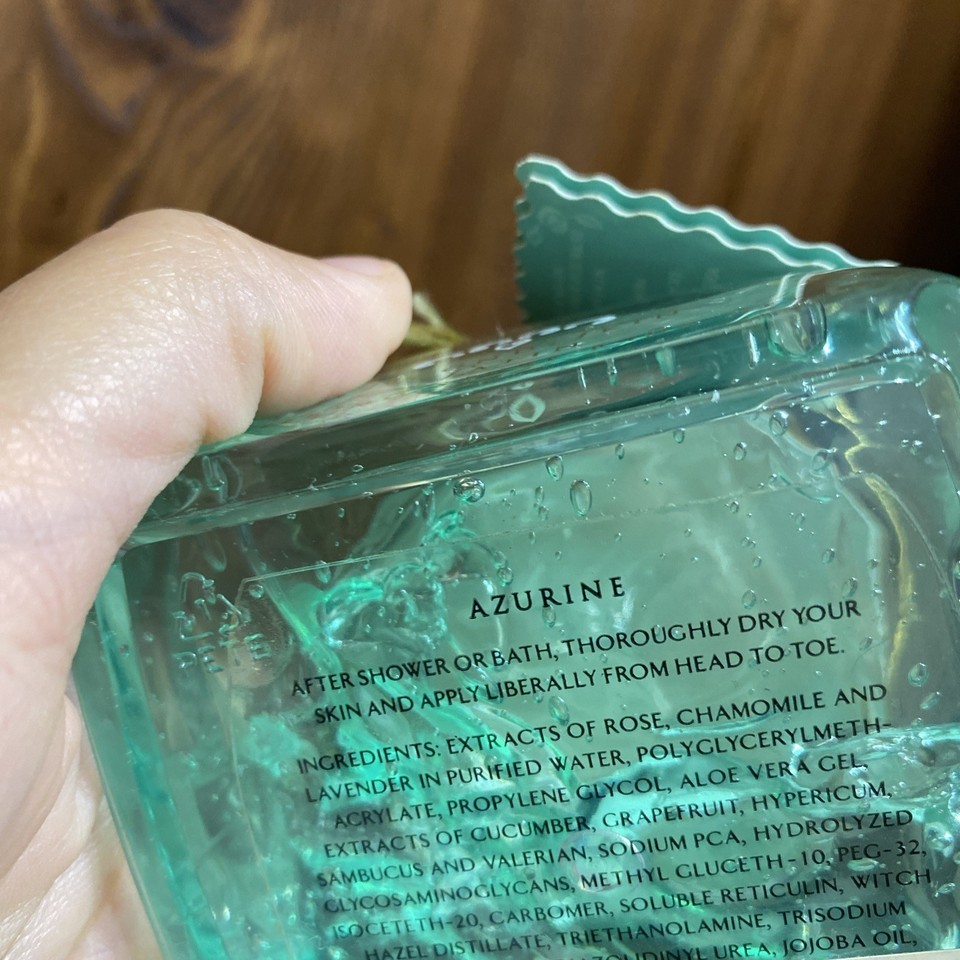 AZURINE
AFTER SHOWER OR BATH, THOROUGHLY DRY YOUR
SKIN AND APPLY LIBERALLY FROM HEAD TO TOE.
INGREDIENTS: EXTRACTS OF ROSE, CHAMOMILE AND
LAVENDER IN PURIFIED WATER, POLYGLYCERYLMETH-
ACRYLATE, PROPYLENE GLYCOL, ALOE VERA GEL,
EXTRACTS OF CUCUMBER, GRAPEFRUIT, HYPERICUM,
SAMBUCUS AND VALERIAN, SODIUM PCA, HYDROLYZED
GLYCOSAMINOGLYCANS, METHYL GLUCETH-10, PEG-32,
ISOCETETH-20, CARBOMER, SOLUBLE RETICULIN, WITCH
HAZEL DISTILLATE, TRIETHANOLAMINE, TRISODIUM
UREA, JOJOBA OIL,